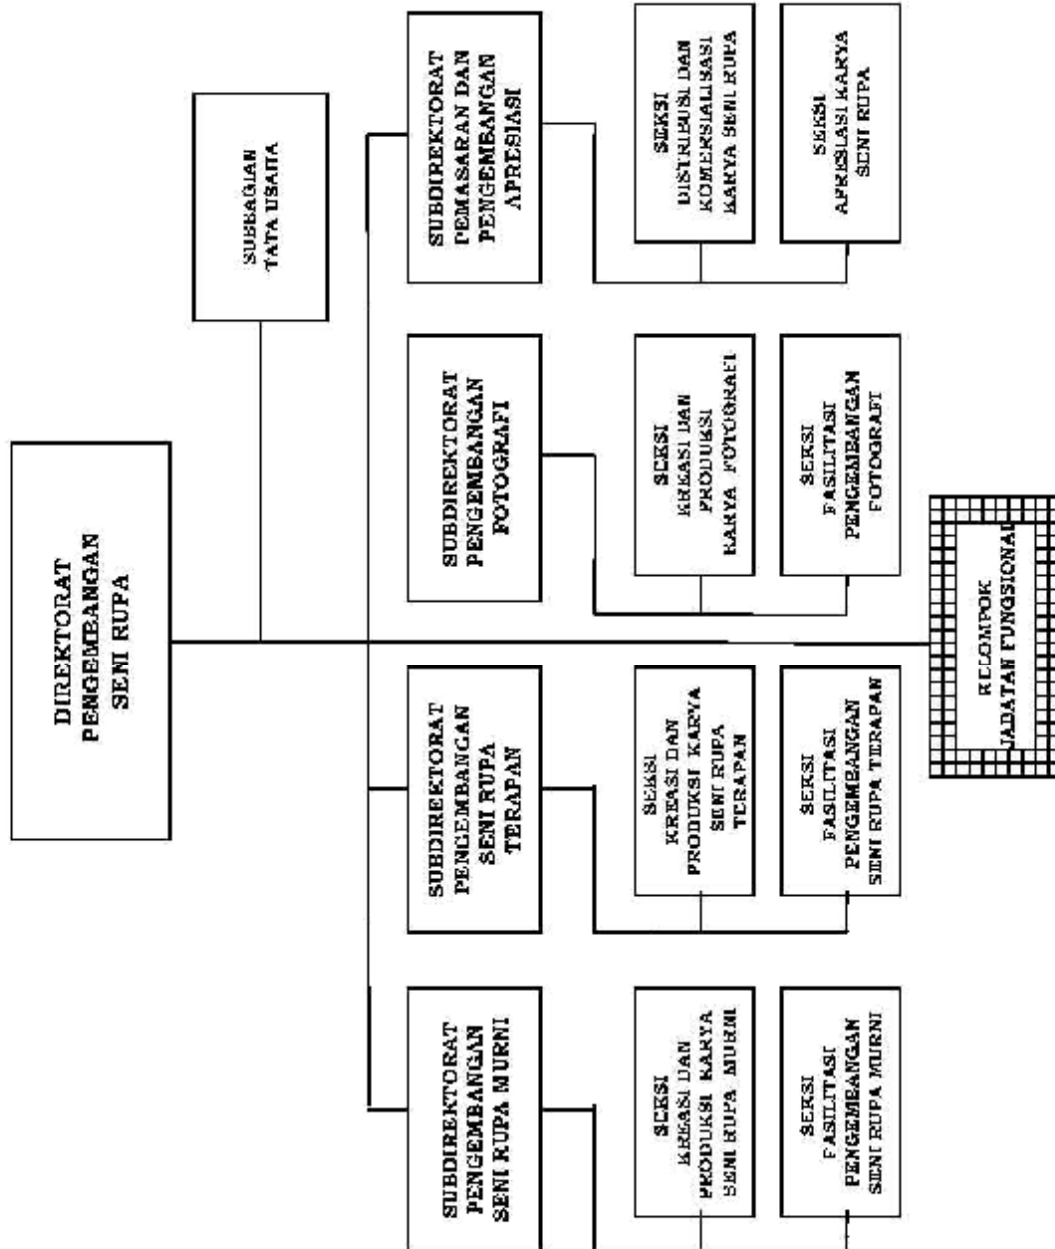 DIREKTORAT
PENGEMBANGAN
SENI RUPA
SUBBAGIAN
TATA USAHA
SUBDIREKTORAT
PENGEMBANGAN
SENI RUPA MURNI
SUBDIREKTORAT
PENGEMBANGAN
SENI RUPA
TERAPAN
SUBDIREKTORAT
PENGEMBANGAN
FOTOGRAFI
SUBDIREKTORAT
PEMASARAN DAN
PENGEMBANGAN
APRESIASI
SEKSI
KREASI DAN
PRODUKSI KARYA
SENI RUPA MURNI
SEKSI
KREASI DAN
PRODUKSI KARYA
SENI RUPA
TERAPAN
SEKSI
KREASI DAN
PRODUKSI
KARYA FOTOGRAFI
SEKSI
DISTRIBUSI DAN
KOMERSIALISASI
KARYA SENI RUPA
SEKSI
FASILITASI
PENGEMBANGAN
SENI RUPA MURNI
SEKSI
FASILITASI
PENGEMBANGAN
SENI RUPA TERAPAN
SEKSI
FASILITASI
PENGEMBANGAN
FOTOGRAFI
SEKSI
APRESIASI KARYA
SENI RUPA
KELOMPOK
JABATAN FUNGSIONAL